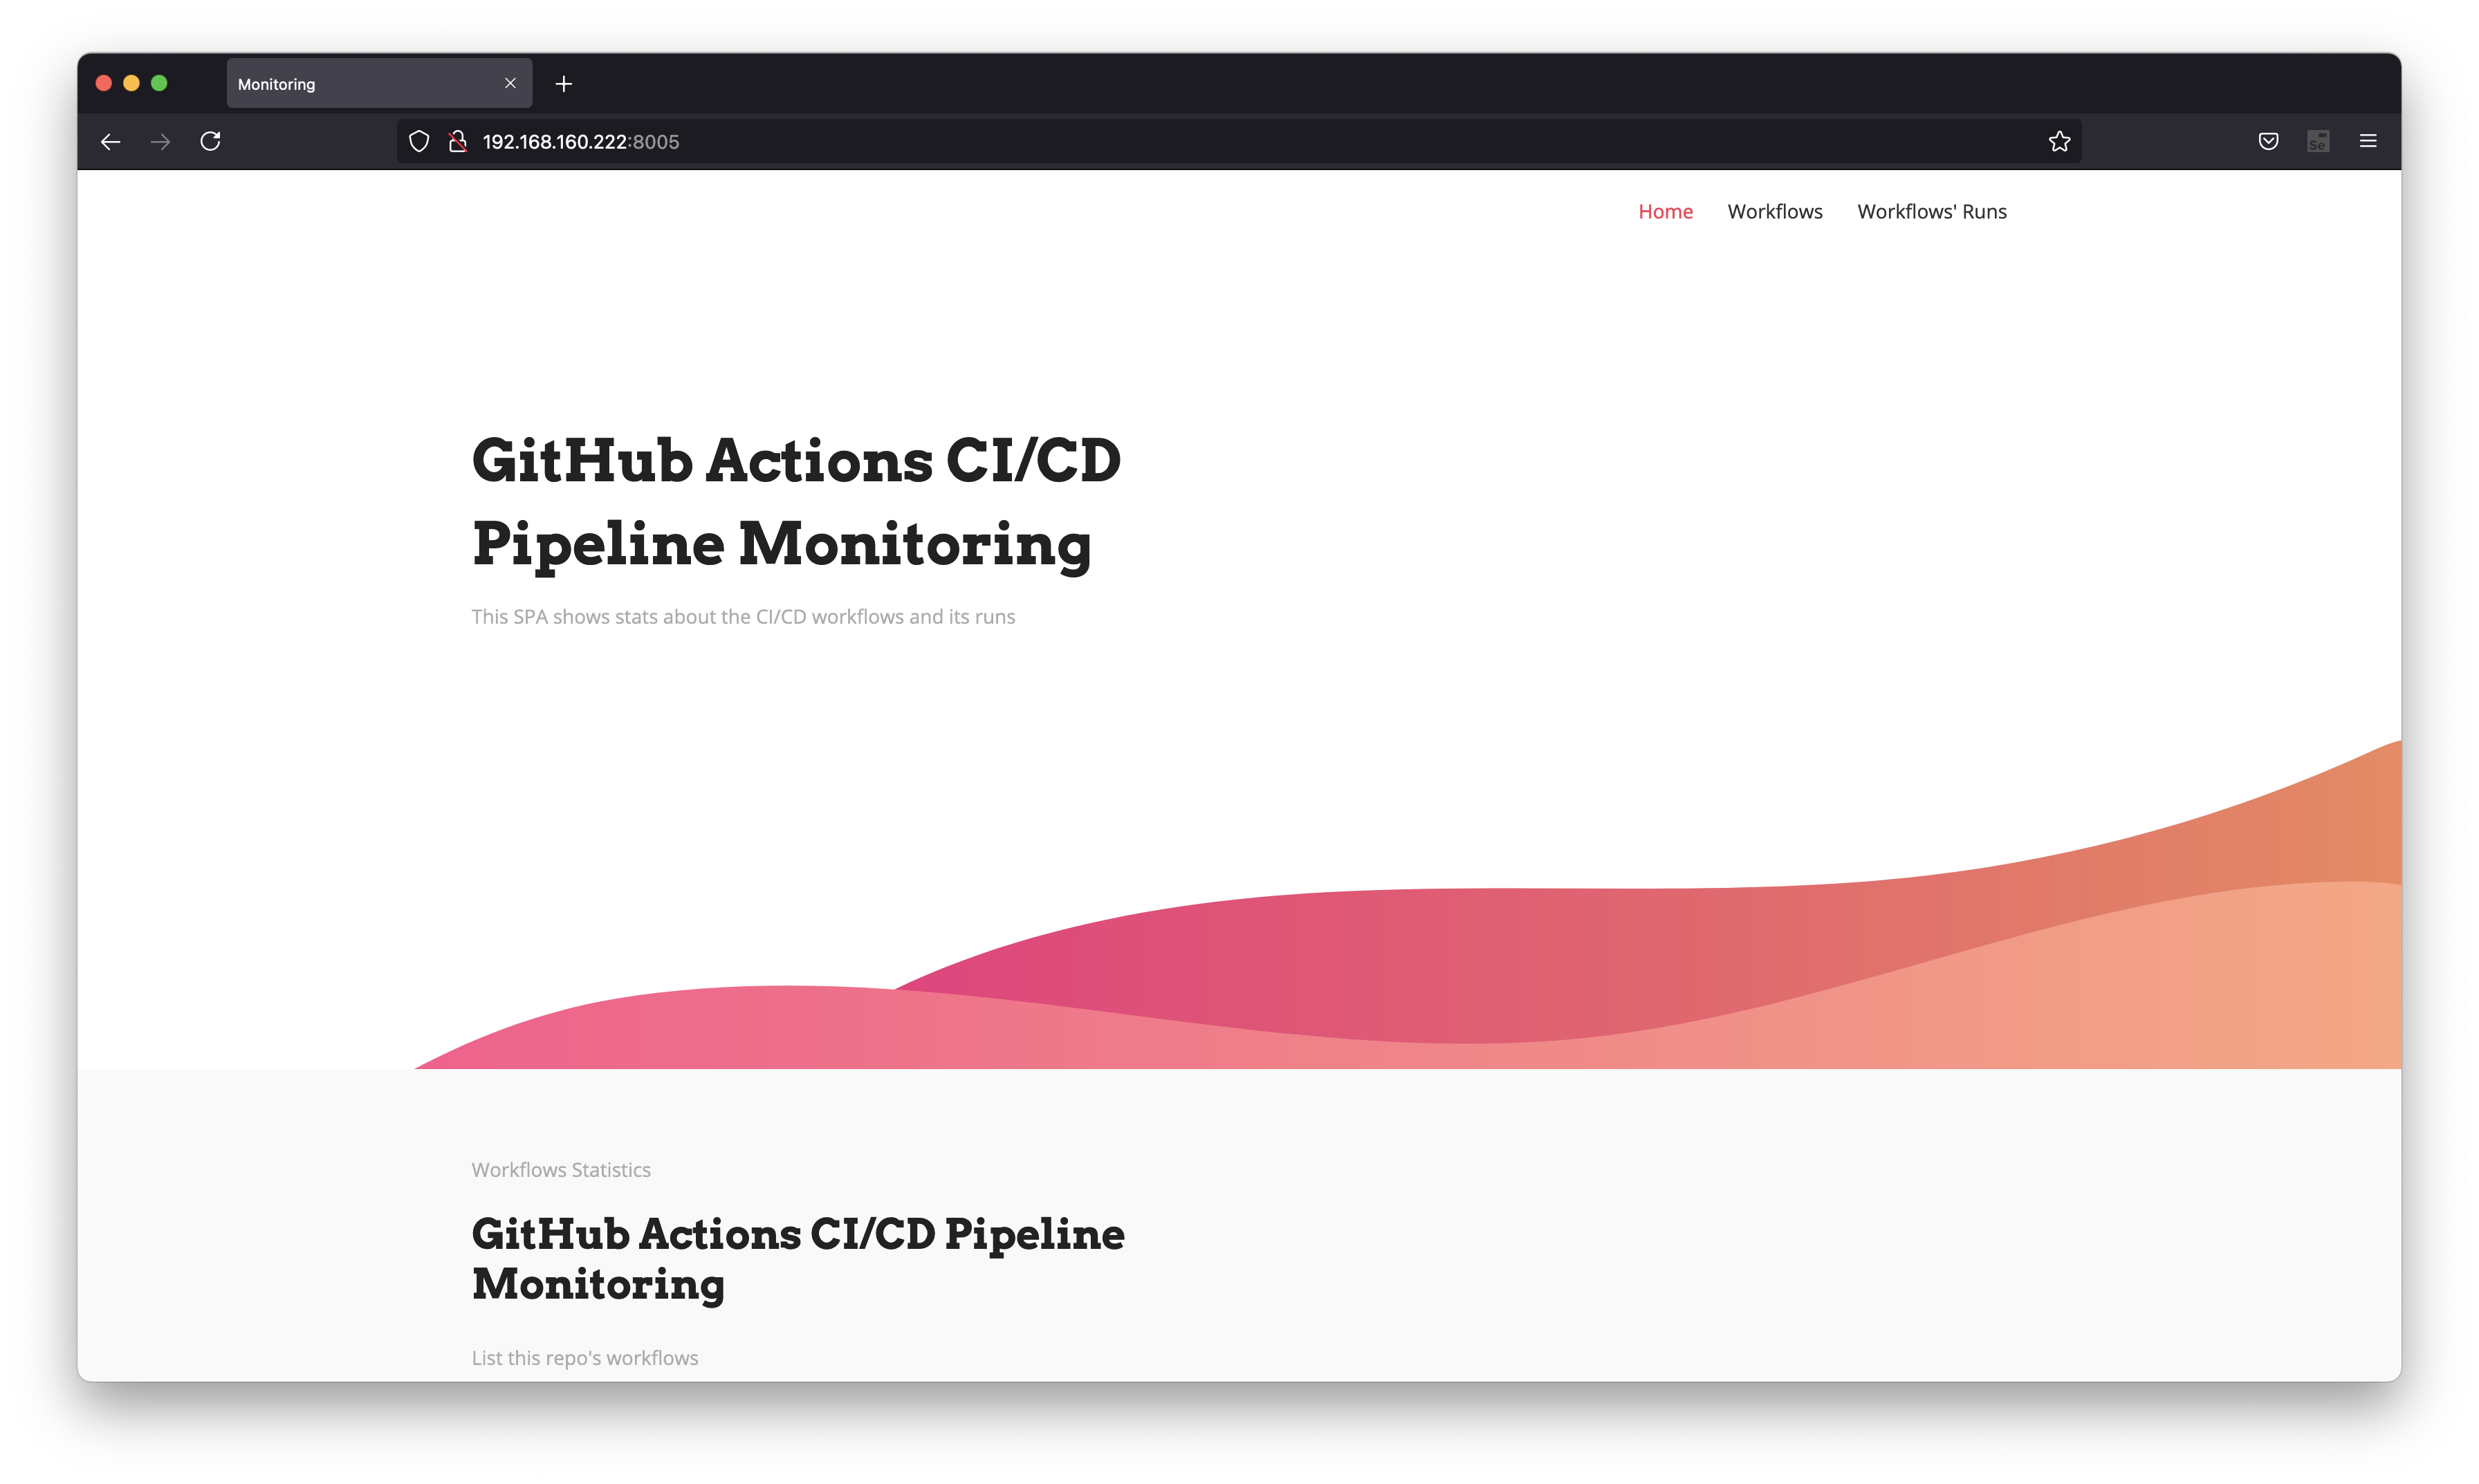 Monitoring
192.168.160.222:8005
Se
Home Workflows Workflows' Runs
GitHub Actions CI/CD
Pipeline Monitoring
This SPA shows stats about the CI/CD workflows and its runs
Workflows Statistics
GitHub Actions CI/CD Pipeline
Monitoring
List this repo's workflows